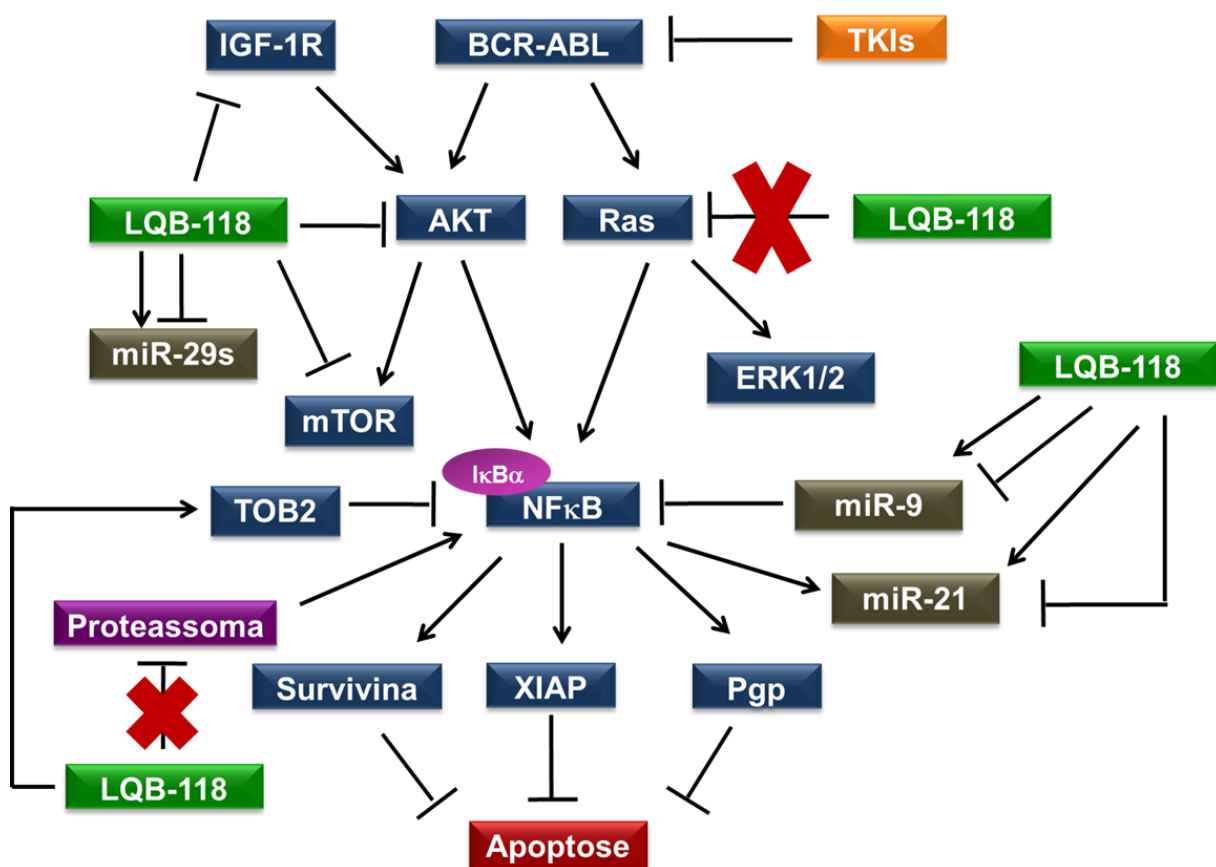 IGF-1R
BCR-ABL
TKIs
LQB-118
AKT
Ras
LQB-118
miR-29s
ERK1/2
LQB-118
mTOR
IκBα
TOB2
NFκB
miR-9
miR-21
Proteassoma
Survivina
XIAP
Pgp
LQB-118
Apoptose